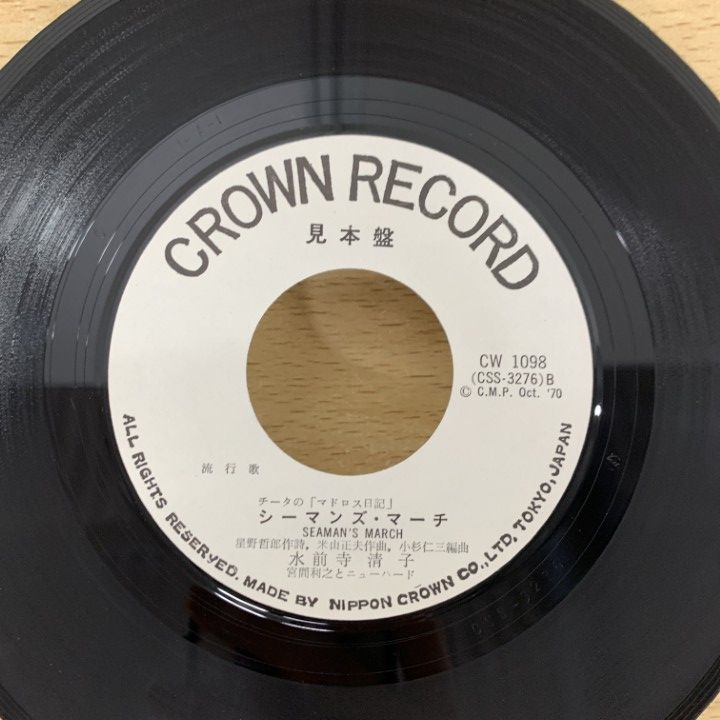 CROWN RECORD
見本盤
CW 1098
(CSS-3276)B
© C.M.P. Oct. '70
流行歌
チータの「マドロス日記」
シーマンズ・マーチ
SEAMAN'S MARCH
星野哲郎作詩, 米山正夫作曲, 小杉仁三編曲
水前寺清子
宮間利之とニューハード
ALL RIGHTS RESERVED. MADE BY NIPPON CROWN CO., LTD, TOKYO, JAPAN